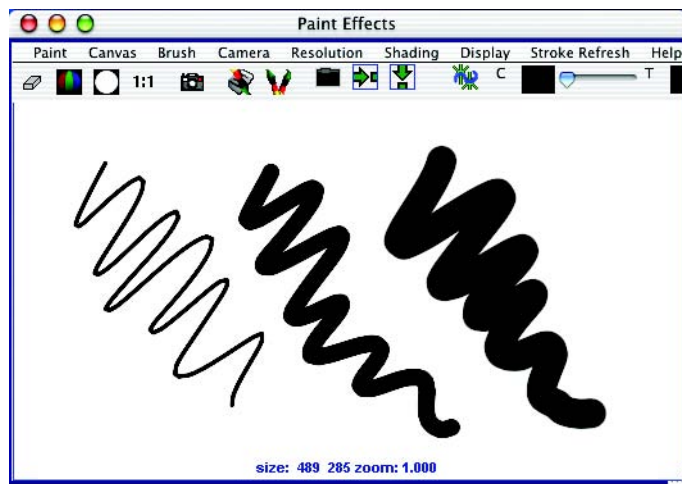 Paint Effects
Paint Canvas Brush Camera Resolution Shading Display Stroke Refresh Help
1:1 C T
size: 489 285 zoom: 1.000